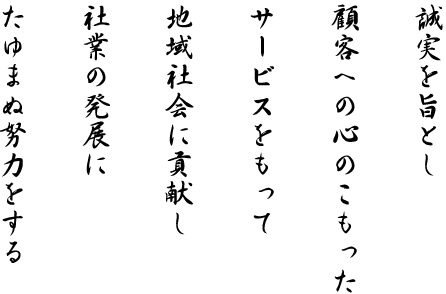 誠実を旨とし
顧客への心のこもった
サービスをもって
地域社会に貢献し
社業の発展に
たゆまぬ努力をする